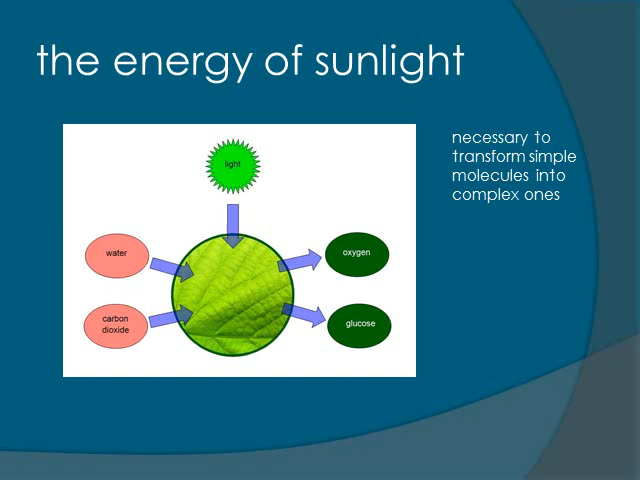 the energy of sunlight
necessary to
transform simple
molecules into
complex ones
light
water
oxygen
carbon
dioxide
glucose